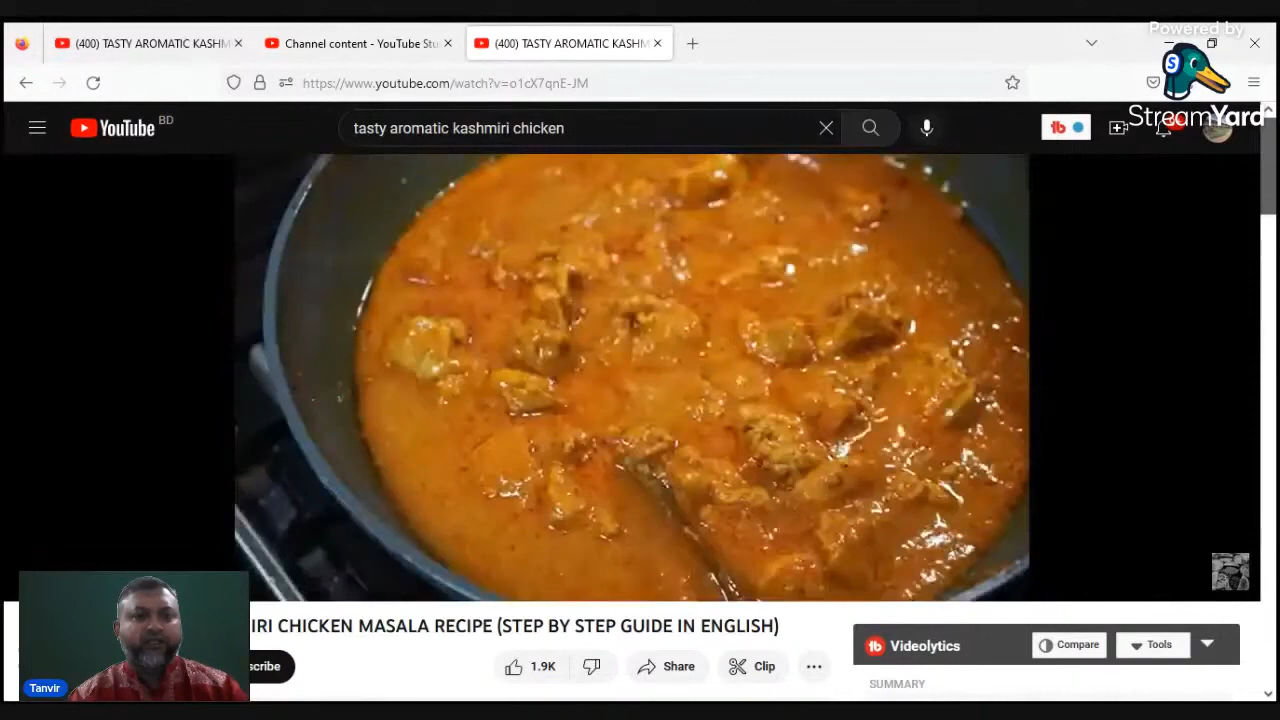 Powered by
StreamYard
(400) TASTY AROMATIC KASHM
Channel content - YouTube Stu
(400) TASTY AROMATIC KASHM
https://www.youtube.com/watch?v=o1cX7qnE-JM
YouTube BD
tasty aromatic kashmiri chicken
tb
IRI CHICKEN MASALA RECIPE (STEP BY STEP GUIDE IN ENGLISH)
scribe
1.9K
Share
Clip
tb Videolytics
Compare
Tools
SUMMARY
Tanvir